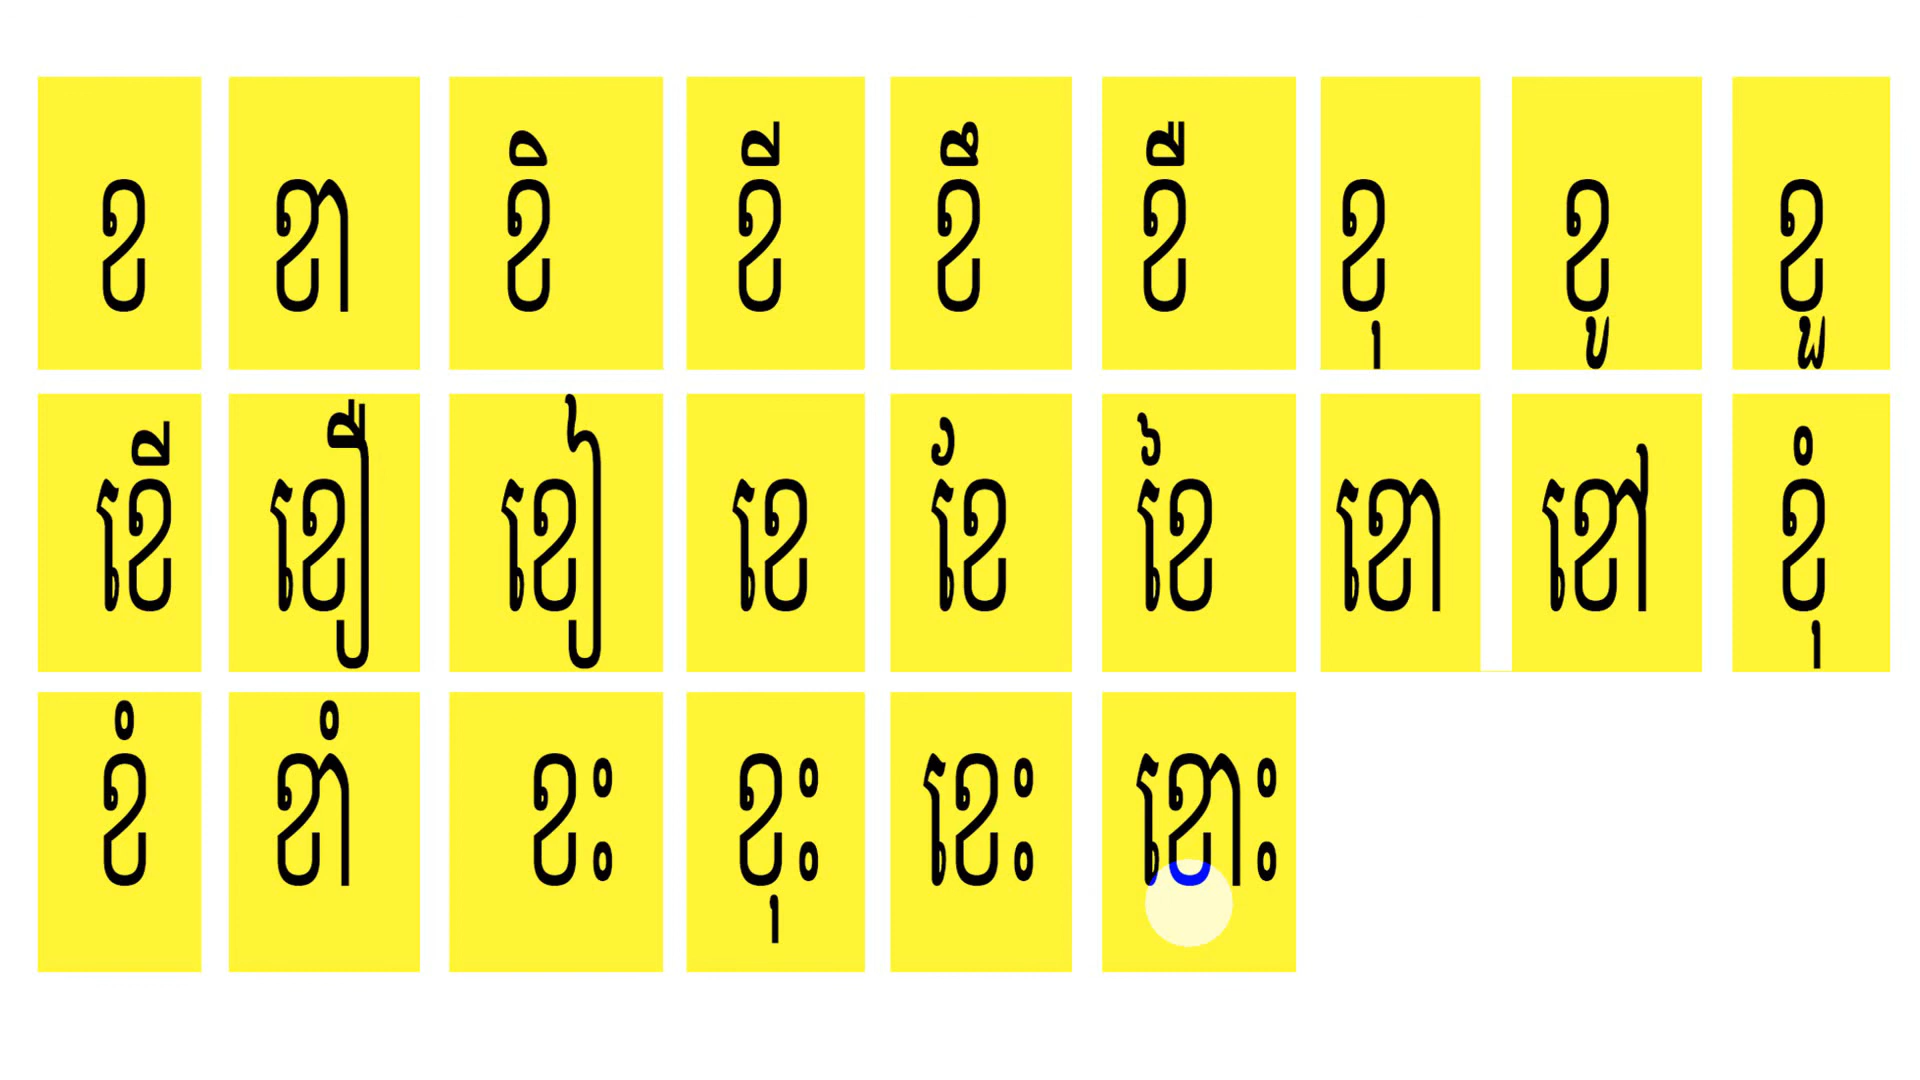 ខ ខា ខិ ខី ខឹ ខឺ ខុ ខូ ខួ
ខើ ខឿ ខៀ ខេ ខែ ខៃ ខោ ខៅ ខុំ
ខំ ខាំ ខះ ខុះ ខេះ ខោះ